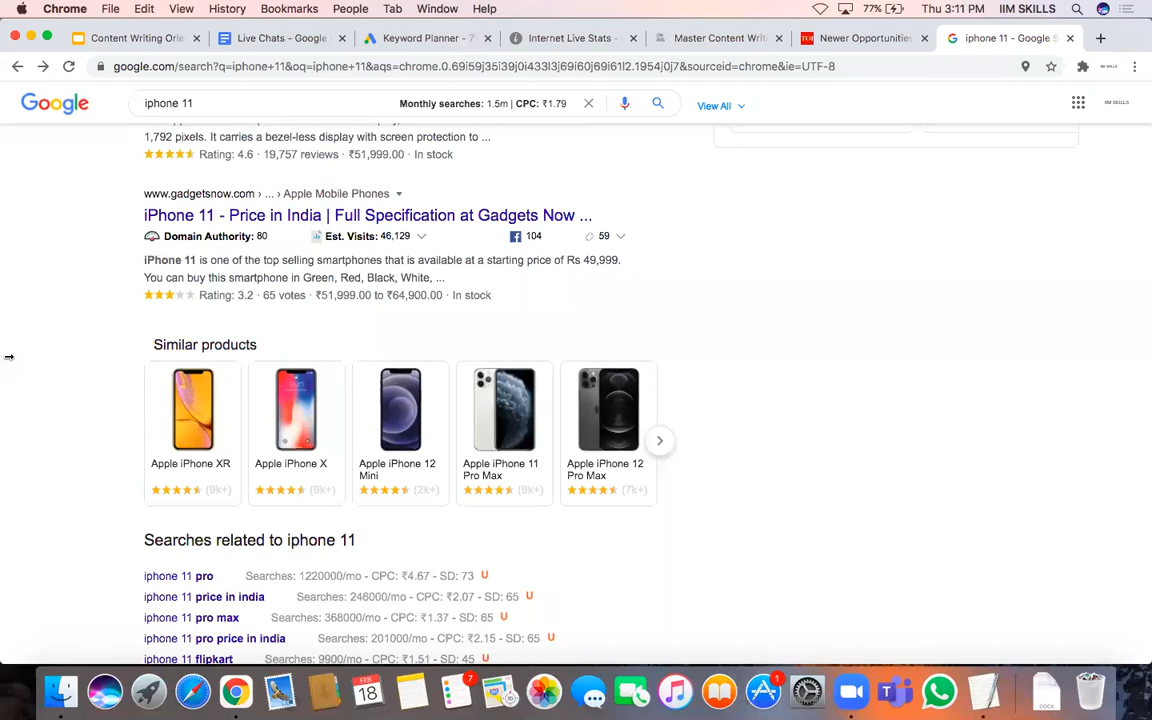 Chrome File Edit View History Bookmarks People Tab Window Help 77% Thu 3:11 PM IIM SKILLS
Content Writing Orie × Live Chats - Google × Keyword Planner - 7 × Internet Live Stats - × Master Content Writ × TOI Newer Opportunities × iphone 11 - Google S ×
google.com/search?q=iphone+11&oq=iphone+11&aqs=chrome.0.69i59j35i39j0i433l3j69i60j69i61l2.1954j0j7&sourceid=chrome&ie=UTF-8
Google iphone 11 Monthly searches: 1.5m | CPC: ₹1.79 View All IIM SKILLS
1,792 pixels. It carries a bezel-less display with screen protection to ...
Rating: 4.6 · 19,757 reviews · ₹51,999.00 · In stock
www.gadgetsnow.com › ... › Apple Mobile Phones
iPhone 11 - Price in India | Full Specification at Gadgets Now ...
Domain Authority: 80 Est. Visits: 46,129 104 59
iPhone 11 is one of the top selling smartphones that is available at a starting price of Rs 49,999.
You can buy this smartphone in Green, Red, Black, White, ...
Rating: 3.2 · 65 votes · ₹51,999.00 to ₹64,900.00 · In stock
Similar products
Apple iPhone XR Apple iPhone X Apple iPhone 12 Apple iPhone 11 Apple iPhone 12
Mini Pro Max Pro Max
(9k+) (9k+) (2k+) (9k+) (7k+)
Searches related to iphone 11
iphone 11 pro Searches: 1220000/mo - CPC: ₹4.67 - SD: 73
iphone 11 price in india Searches: 246000/mo - CPC: ₹2.07 - SD: 65
iphone 11 pro max Searches: 368000/mo - CPC: ₹1.37 - SD: 65
iphone 11 pro price in india Searches: 201000/mo - CPC: ₹2.15 - SD: 65
iphone 11 flipkart Searches: 9900/mo - CPC: ₹1.51 - SD: 45
FEB 7 1
18
DOCX